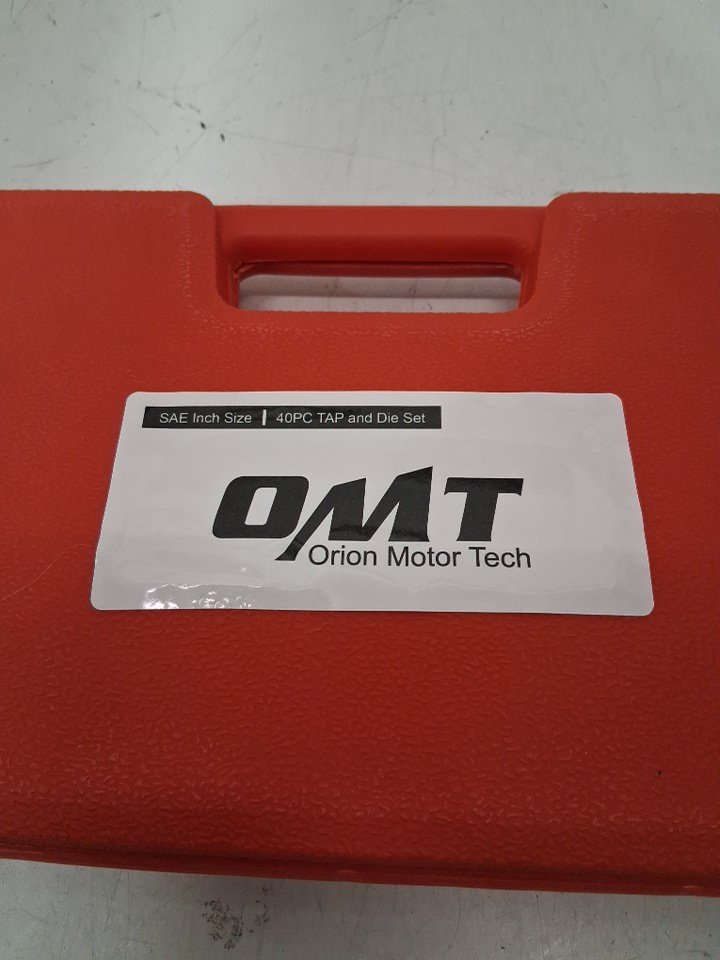 SAE Inch Size | 40PC TAP and Die Set
OMT
Orion Motor Tech